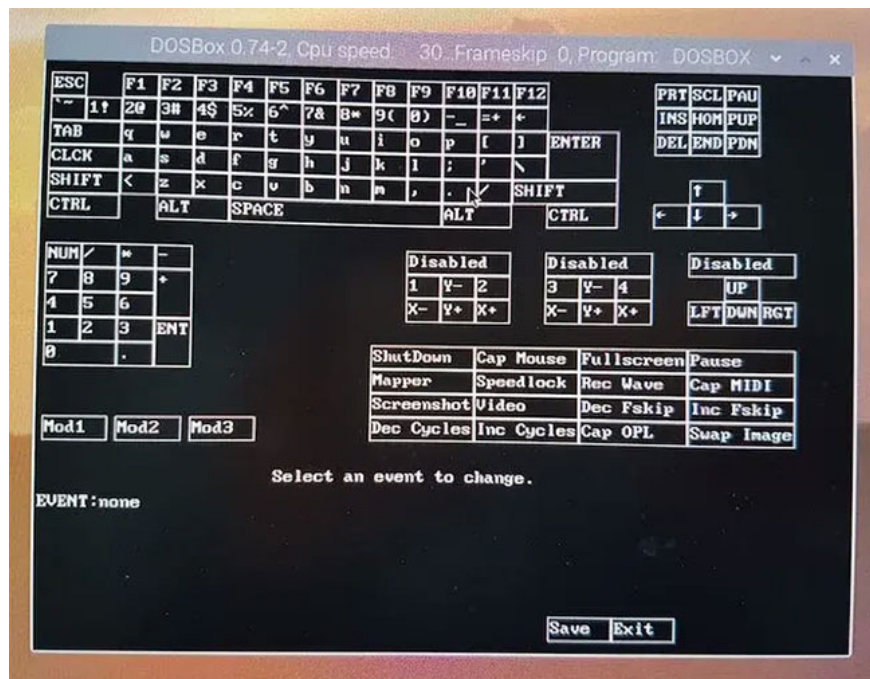 DOSBox 0.74-2, Cpu speed: 30..Frameskip 0, Program: DOSBOX
ESC F1 F2 F3 F4 F5 F6 F7 F8 F9 F10 F11 F12 PRT SCL PAU
`~ 1! 2@ 3# 4$ 5% 6^ 7& 8* 9( 0) -_ =+ ← INS HOM PUP
TAB q w e r t y u i o p [ ] ENTER DEL END PDN
CLCK a s d f g h j k l ; ' \
SHIFT < z x c v b n m , . / SHIFT ↑
CTRL ALT SPACE ALT CTRL ← ↓ →
NUM / * - Disabled Disabled Disabled
7 8 9 + 1 Y- 2 3 Y- 4 UP
4 5 6 X- Y+ X+ X- Y+ X+ LFT DWN RGT
1 2 3 ENT
0 . ShutDown Cap Mouse Fullscreen Pause
Mapper Speedlock Rec Wave Cap MIDI
Screenshot Video Dec Fskip Inc Fskip
Mod1 Mod2 Mod3 Dec Cycles Inc Cycles Cap OPL Swap Image
Select an event to change.
EVENT:none
Save Exit